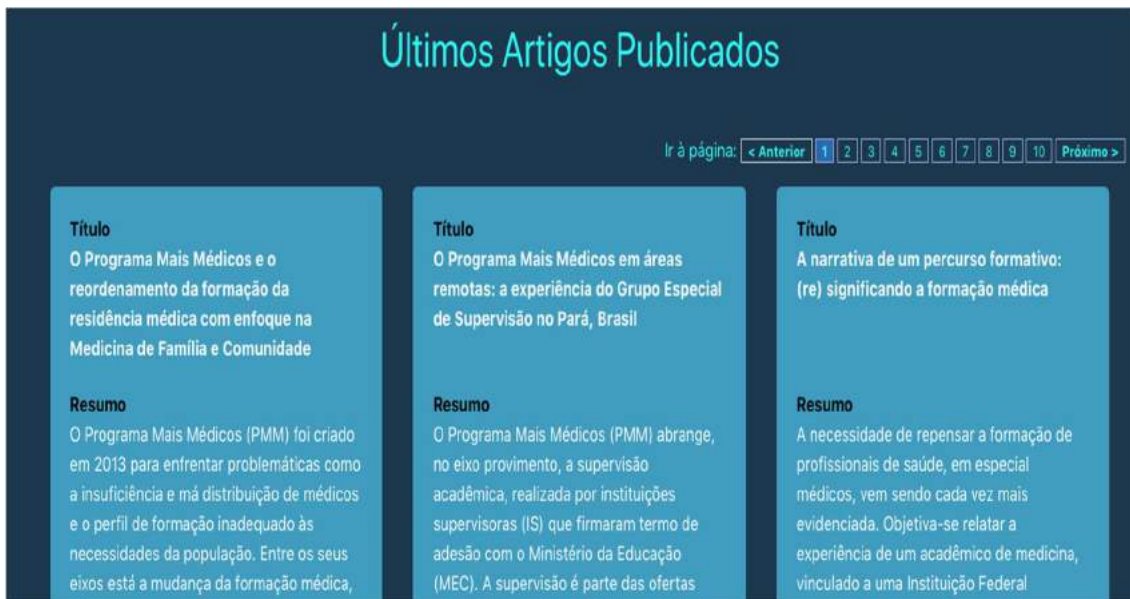 Últimos Artigos Publicados
Ir à página: < Anterior 1 2 3 4 5 6 7 8 9 10 Próximo >
Título
O Programa Mais Médicos e o
reordenamento da formação da
residência médica com enfoque na
Medicina de Família e Comunidade
Resumo
O Programa Mais Médicos (PMM) foi criado
em 2013 para enfrentar problemáticas como
a insuficiência e má distribuição de médicos
e o perfil de formação inadequado às
necessidades da população. Entre os seus
eixos está a mudança da formação médica,
Título
O Programa Mais Médicos em áreas
remotas: a experiência do Grupo Especial
de Supervisão no Pará, Brasil
Resumo
O Programa Mais Médicos (PMM) abrange,
no eixo provimento, a supervisão
acadêmica, realizada por instituições
supervisoras (IS) que firmaram termo de
adesão com o Ministério da Educação
(MEC). A supervisão é parte das ofertas
Título
A narrativa de um percurso formativo:
(re) significando a formação médica
Resumo
A necessidade de repensar a formação de
profissionais de saúde, em especial
médicos, vem sendo cada vez mais
evidenciada. Objetiva-se relatar a
experiência de um acadêmico de medicina,
vinculado a uma Instituição Federal